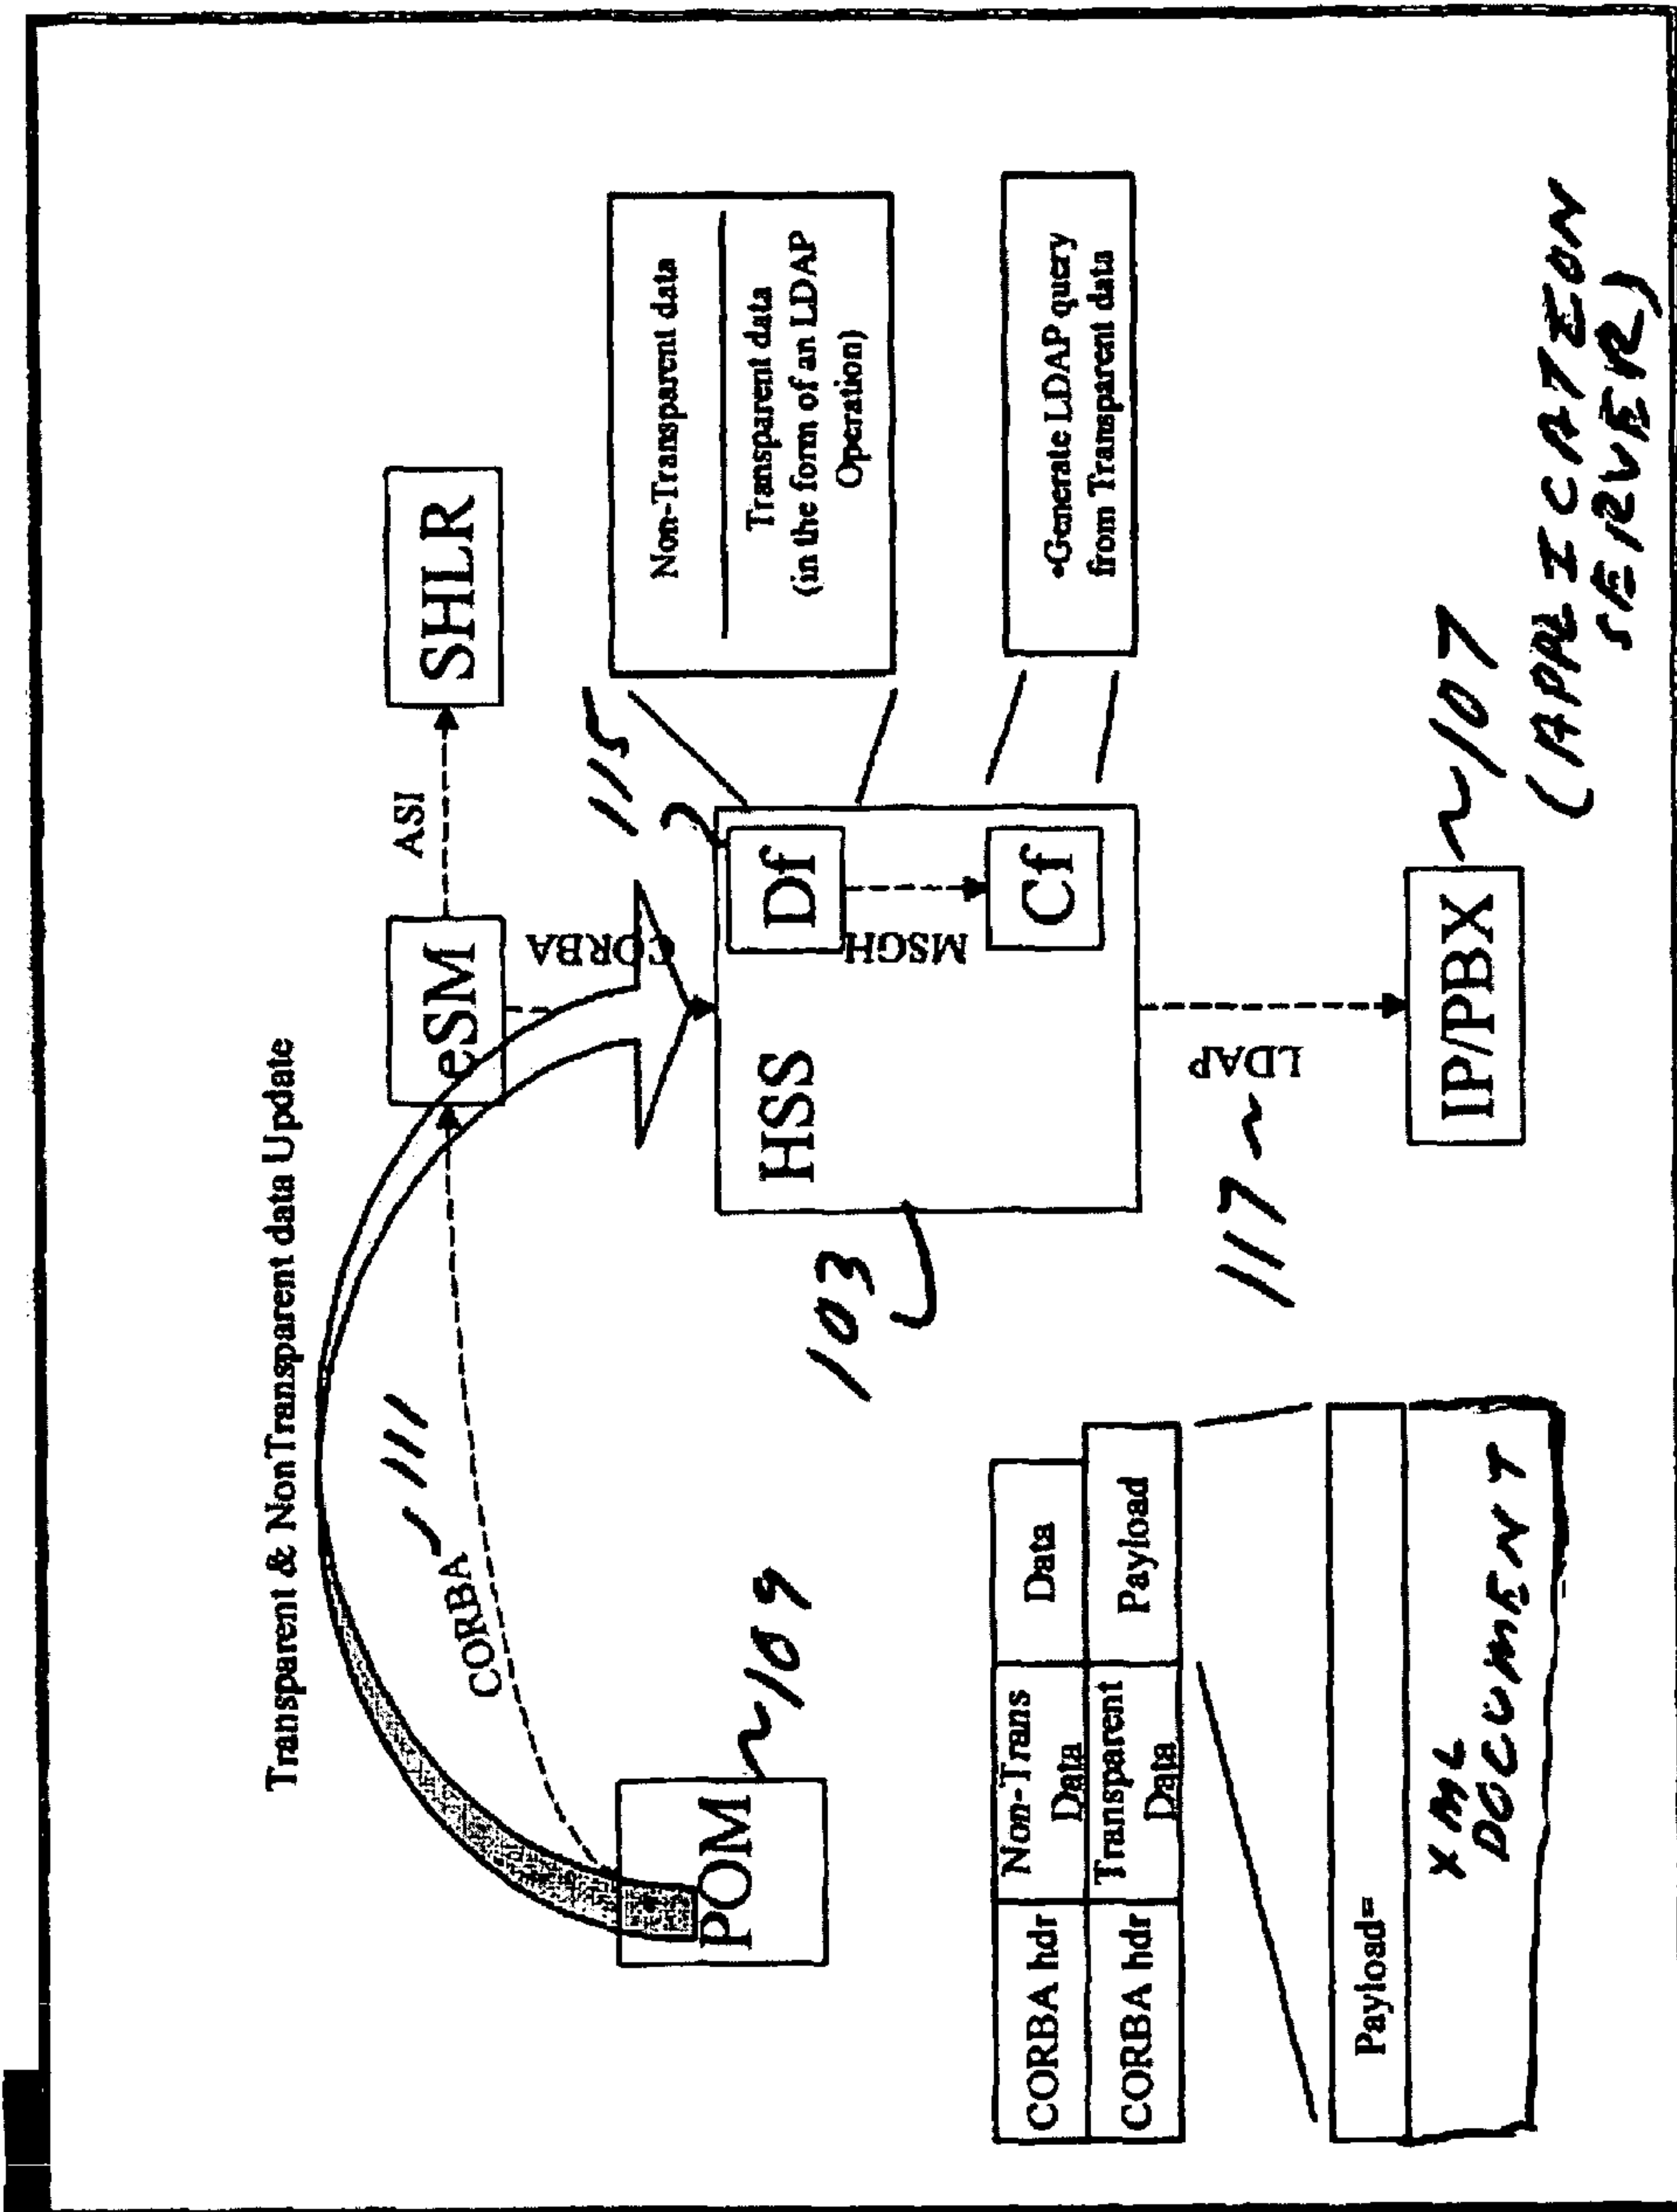 Transparent & NonTransparent data Update
SHLR
ASI
eSM
CORBA
111
CORBA
POM
~109
115
HSS
103
Df
MSGH
Cf
Non-Transparent data
Transparent data
(in the form of an LDAP
Operation)
•Generate LDAP query
from Transparent data
LDAP
117~
IP/PBX
~107
(APPLICATION
SERVER)
CORBA hdr
Non-Trans
Data
Data
CORBA hdr
Transparent
Data
Payload
Payload=
XML
DOCUMENT